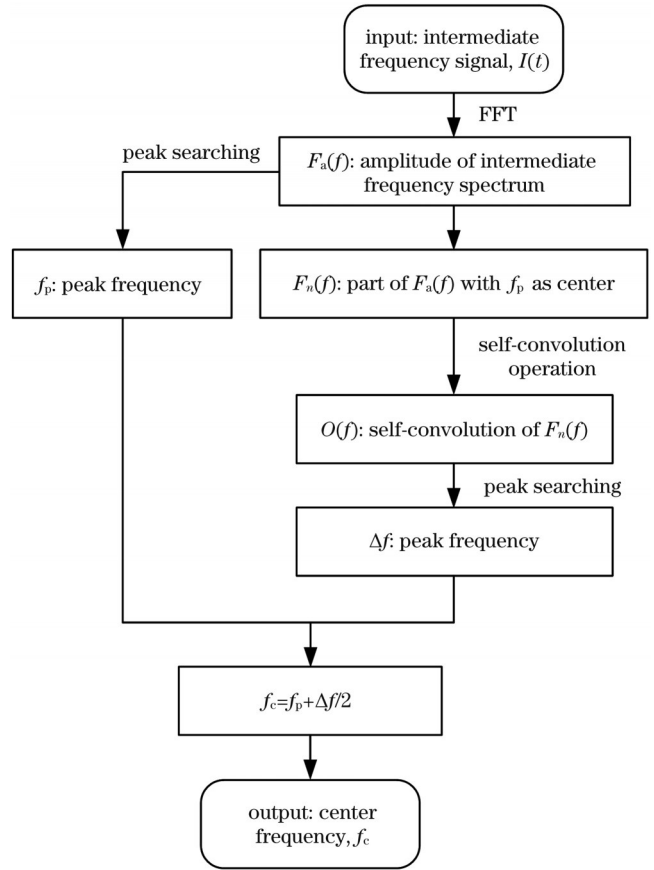 input: intermediate
frequency signal, I(t)
FFT
peak searching
Fa(f): amplitude of intermediate
frequency spectrum
fp: peak frequency
Fn(f): part of Fa(f) with fp as center
self-convolution
operation
O(f): self-convolution of Fn(f)
peak searching
Δf: peak frequency
fc=fp+Δf/2
output: center
frequency, fc